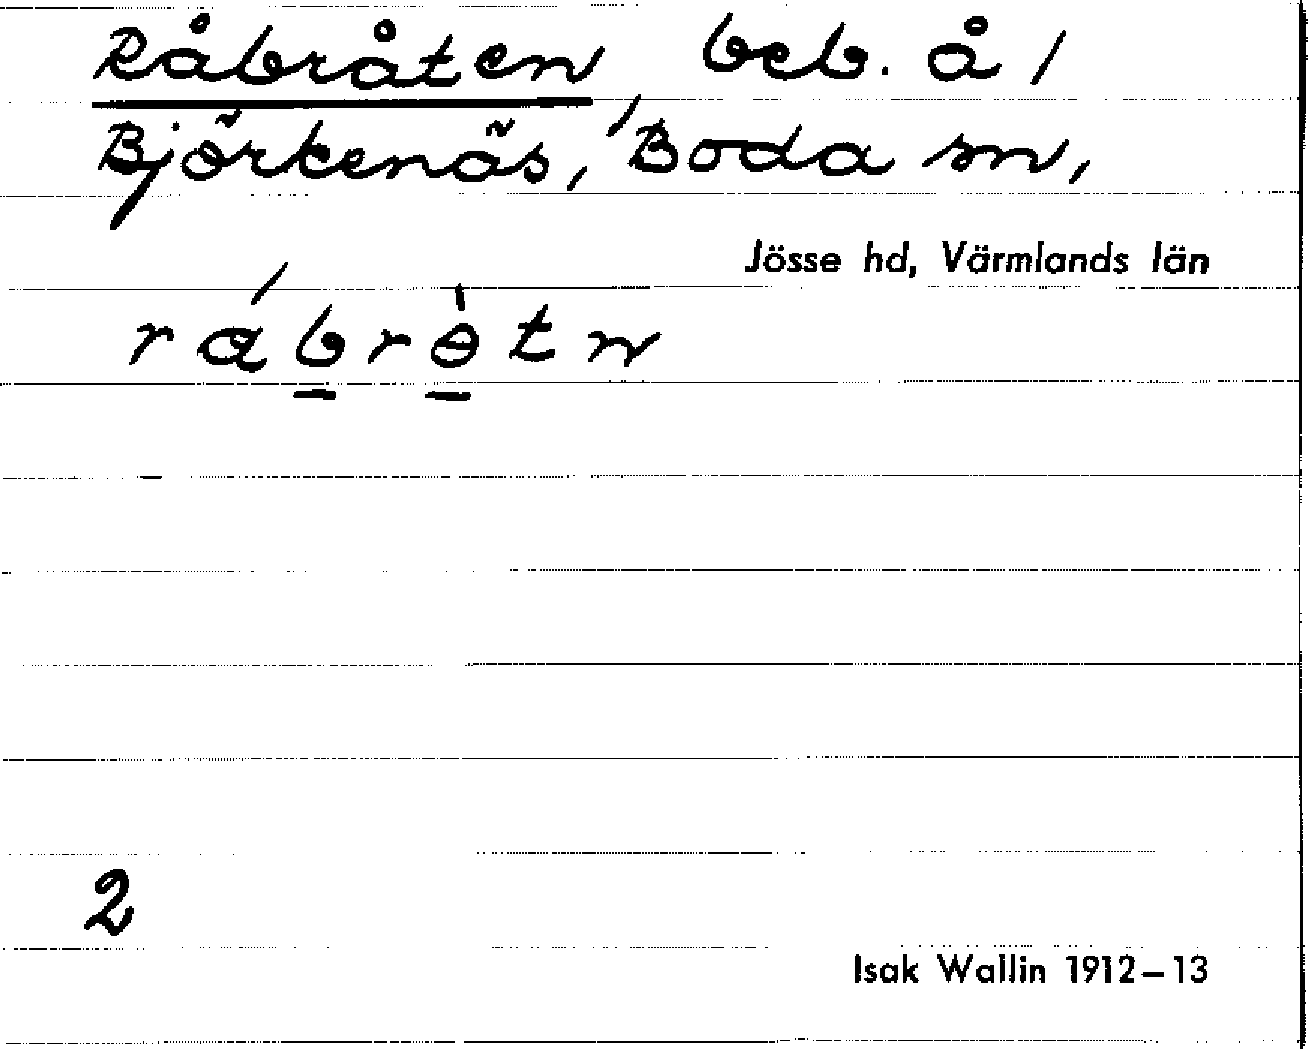 Råbråten, beb. å /
Björkenäs, Boda sn,
Jösse hd, Värmlands län
rábrètn
2
Isak Wallin 1912–13